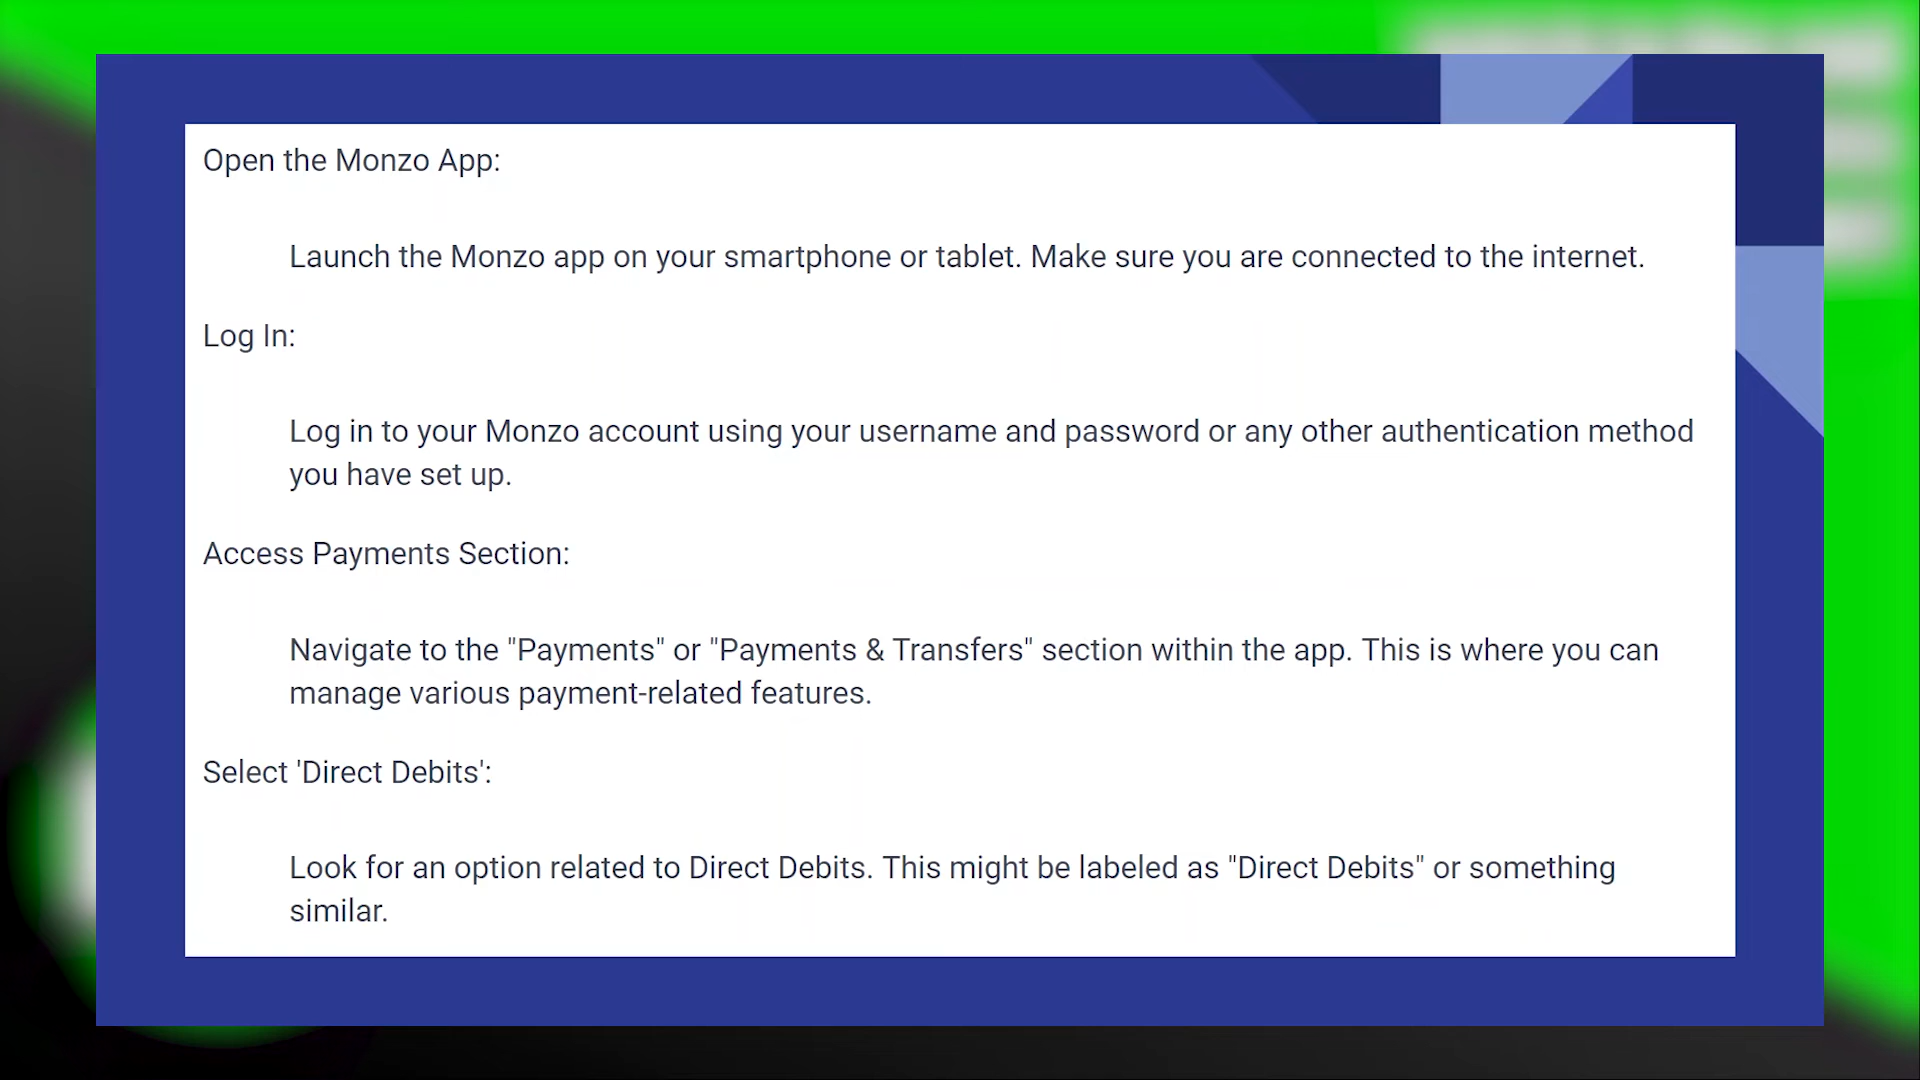 Open the Monzo App:
Launch the Monzo app on your smartphone or tablet. Make sure you are connected to the internet.
Log In:
Log in to your Monzo account using your username and password or any other authentication method
you have set up.
Access Payments Section:
Navigate to the "Payments" or "Payments & Transfers" section within the app. This is where you can
manage various payment-related features.
Select 'Direct Debits':
Look for an option related to Direct Debits. This might be labeled as "Direct Debits" or something
similar.